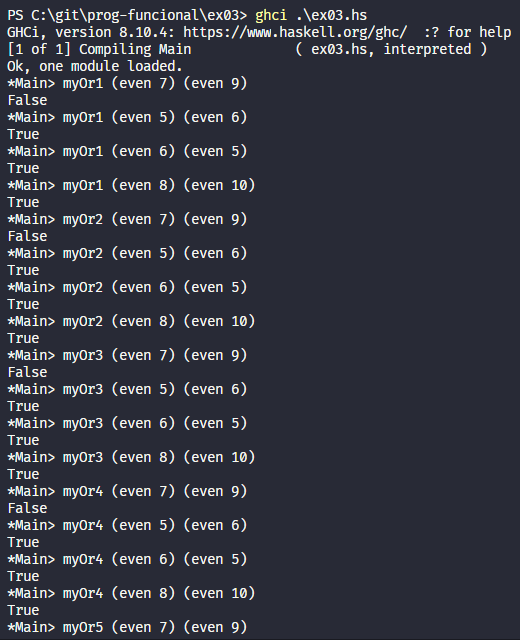 PS C:\git\prog-funcional\ex03> ghci .\ex03.hs
GHCi, version 8.10.4: https://www.haskell.org/ghc/  :? for help
[1 of 1] Compiling Main             ( ex03.hs, interpreted )
Ok, one module loaded.
*Main> myOr1 (even 7) (even 9)
False
*Main> myOr1 (even 5) (even 6)
True
*Main> myOr1 (even 6) (even 5)
True
*Main> myOr1 (even 8) (even 10)
True
*Main> myOr2 (even 7) (even 9)
False
*Main> myOr2 (even 5) (even 6)
True
*Main> myOr2 (even 6) (even 5)
True
*Main> myOr2 (even 8) (even 10)
True
*Main> myOr3 (even 7) (even 9)
False
*Main> myOr3 (even 5) (even 6)
True
*Main> myOr3 (even 6) (even 5)
True
*Main> myOr3 (even 8) (even 10)
True
*Main> myOr4 (even 7) (even 9)
False
*Main> myOr4 (even 5) (even 6)
True
*Main> myOr4 (even 6) (even 5)
True
*Main> myOr4 (even 8) (even 10)
True
*Main> myOr5 (even 7) (even 9)